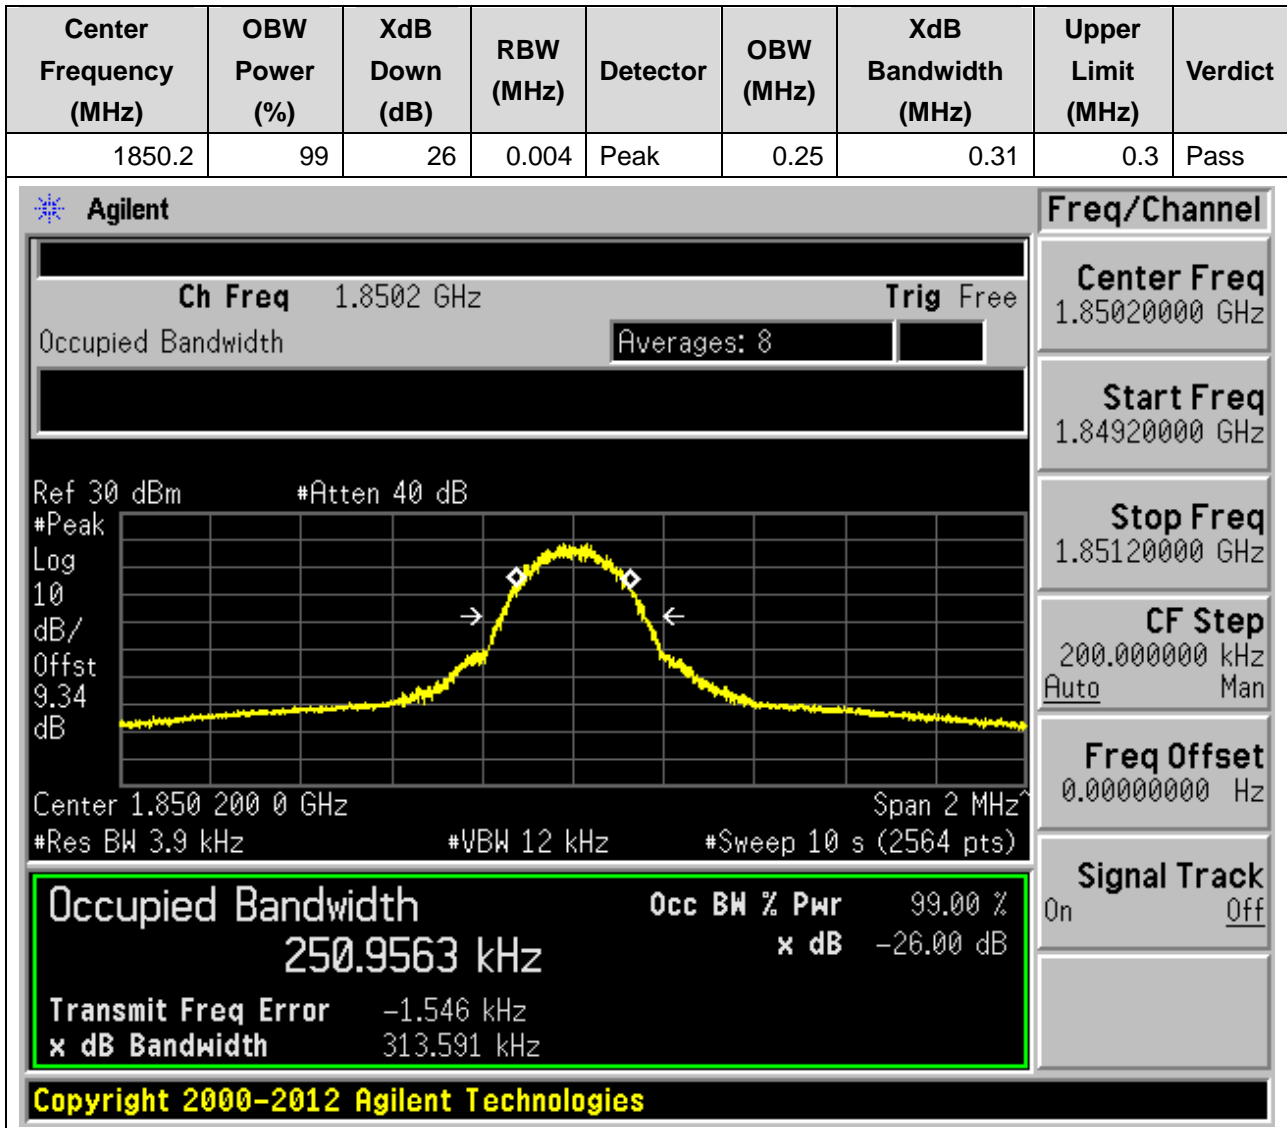 Center Frequency (MHz) OBW Power (%) XdB Down (dB) RBW (MHz) Detector OBW (MHz) XdB Bandwidth (MHz) Upper Limit (MHz) Verdict
1850.2 99 26 0.004 Peak 0.25 0.31 0.3 Pass
Agilent
Ch Freq 1.8502 GHz Trig Free
Occupied Bandwidth Averages: 8
Ref 30 dBm #Atten 40 dB
#Peak
Log
10
dB/
Offst
9.34
dB
Center 1.850 200 0 GHz Span 2 MHz^
#Res BW 3.9 kHz #VBW 12 kHz #Sweep 10 s (2564 pts)
Occupied Bandwidth Occ BW % Pwr 99.00 %
250.9563 kHz x dB -26.00 dB
Transmit Freq Error -1.546 kHz
x dB Bandwidth 313.591 kHz
Copyright 2000-2012 Agilent Technologies
Freq/Channel
Center Freq
1.85020000 GHz
Start Freq
1.84920000 GHz
Stop Freq
1.85120000 GHz
CF Step
200.000000 kHz
Auto Man
Freq Offset
0.00000000 Hz
Signal Track
On Off